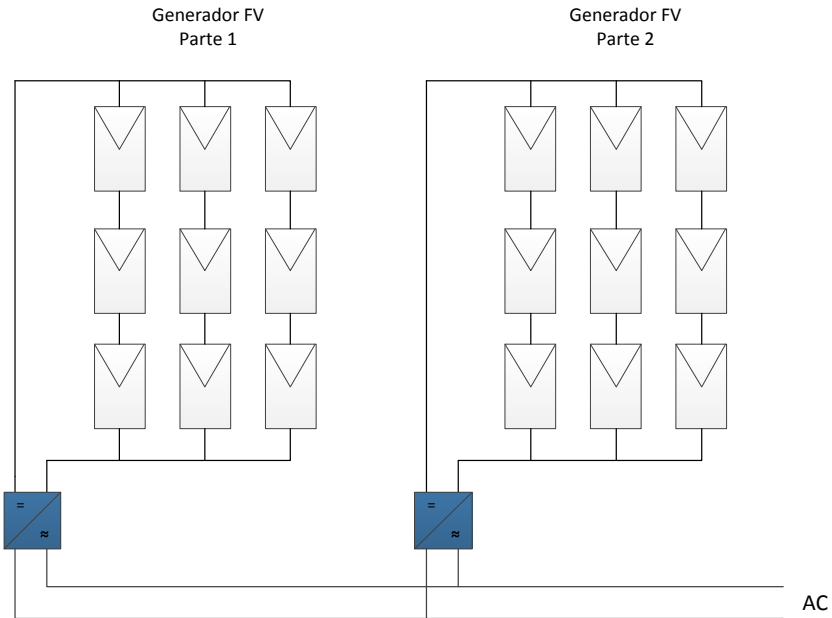 Generador FV
Parte 1
Generador FV
Parte 2
=
≈
=
≈
AC